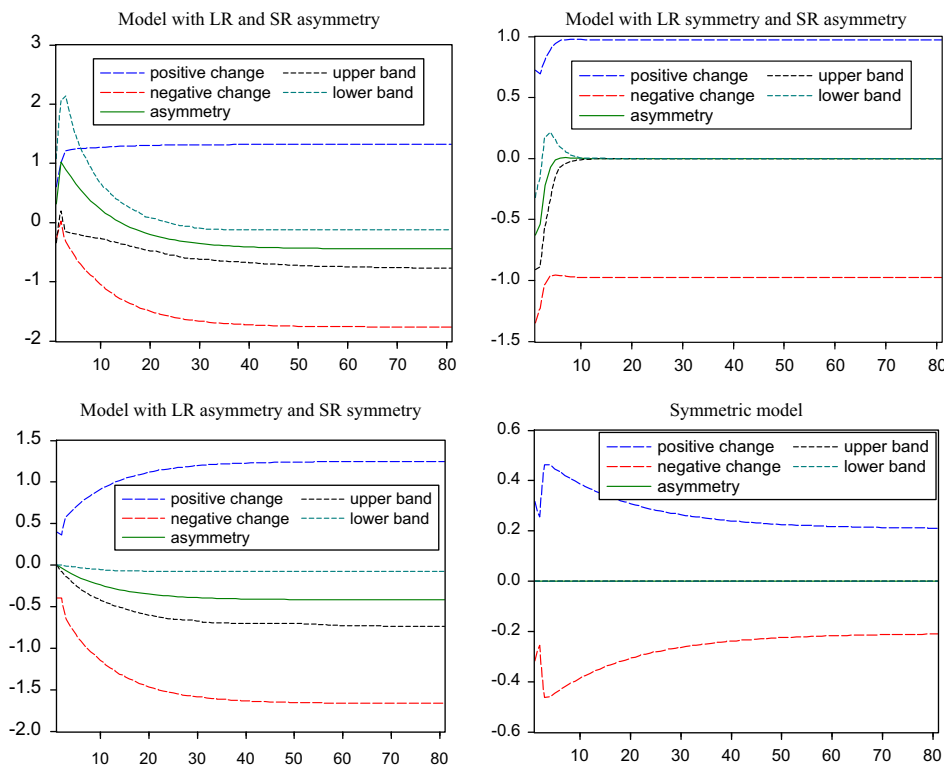 Model with LR and SR asymmetry
3
2
1
0
-1
-2
positive change
upper band
negative change
lower band
asymmetry
10 20 30 40 50 60 70 80
Model with LR symmetry and SR asymmetry
1.0
0.5
0.0
-0.5
-1.0
-1.5
positive change
upper band
negative change
lower band
asymmetry
10 20 30 40 50 60 70 80
Model with LR asymmetry and SR symmetry
1.5
1.0
0.5
0.0
-0.5
-1.0
-1.5
-2.0
positive change
upper band
negative change
lower band
asymmetry
10 20 30 40 50 60 70 80
Symmetric model
0.6
0.4
0.2
0.0
-0.2
-0.4
-0.6
positive change
upper band
negative change
lower band
asymmetry
10 20 30 40 50 60 70 80